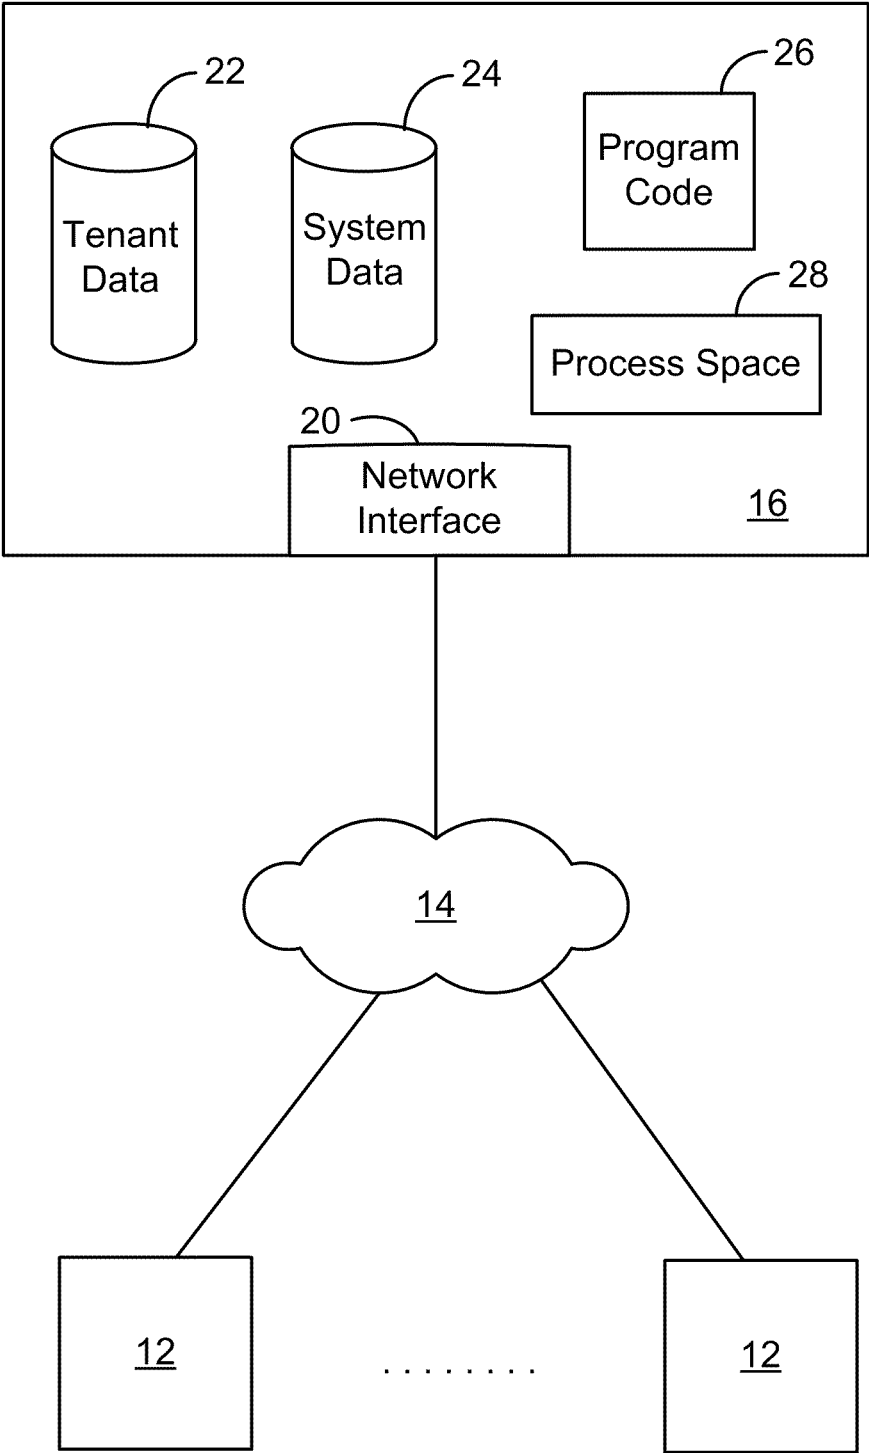 22
24
26
Tenant
Data
System
Data
Program
Code
28
Process Space
20
Network
Interface
16
14
12
........
12